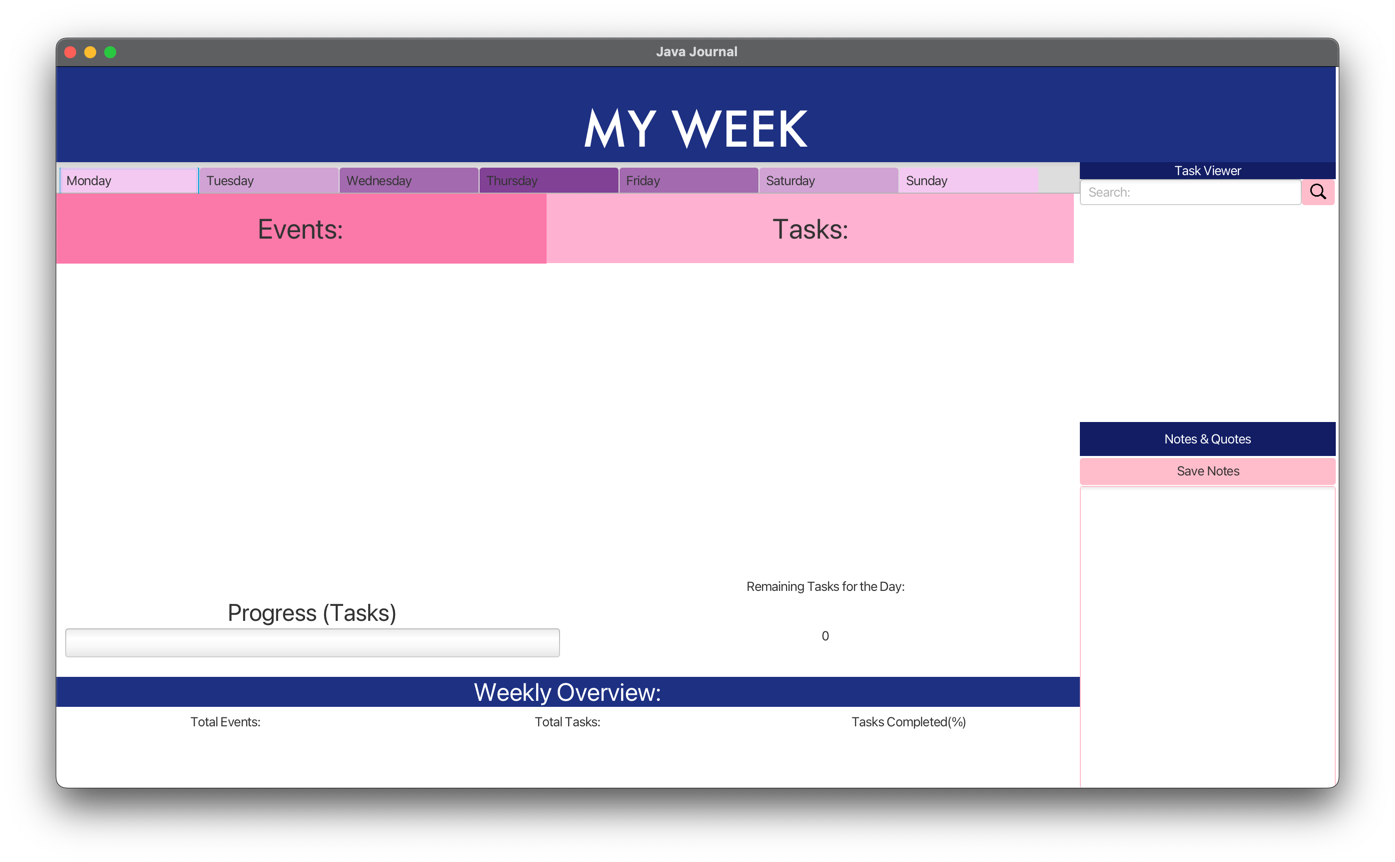 Java Journal
MY WEEK
Monday Tuesday Wednesday Thursday Friday Saturday Sunday
Task Viewer
Search:
Events: Tasks:
Notes & Quotes
Save Notes
Remaining Tasks for the Day:
Progress (Tasks)
0
Weekly Overview:
Total Events: Total Tasks: Tasks Completed(%)